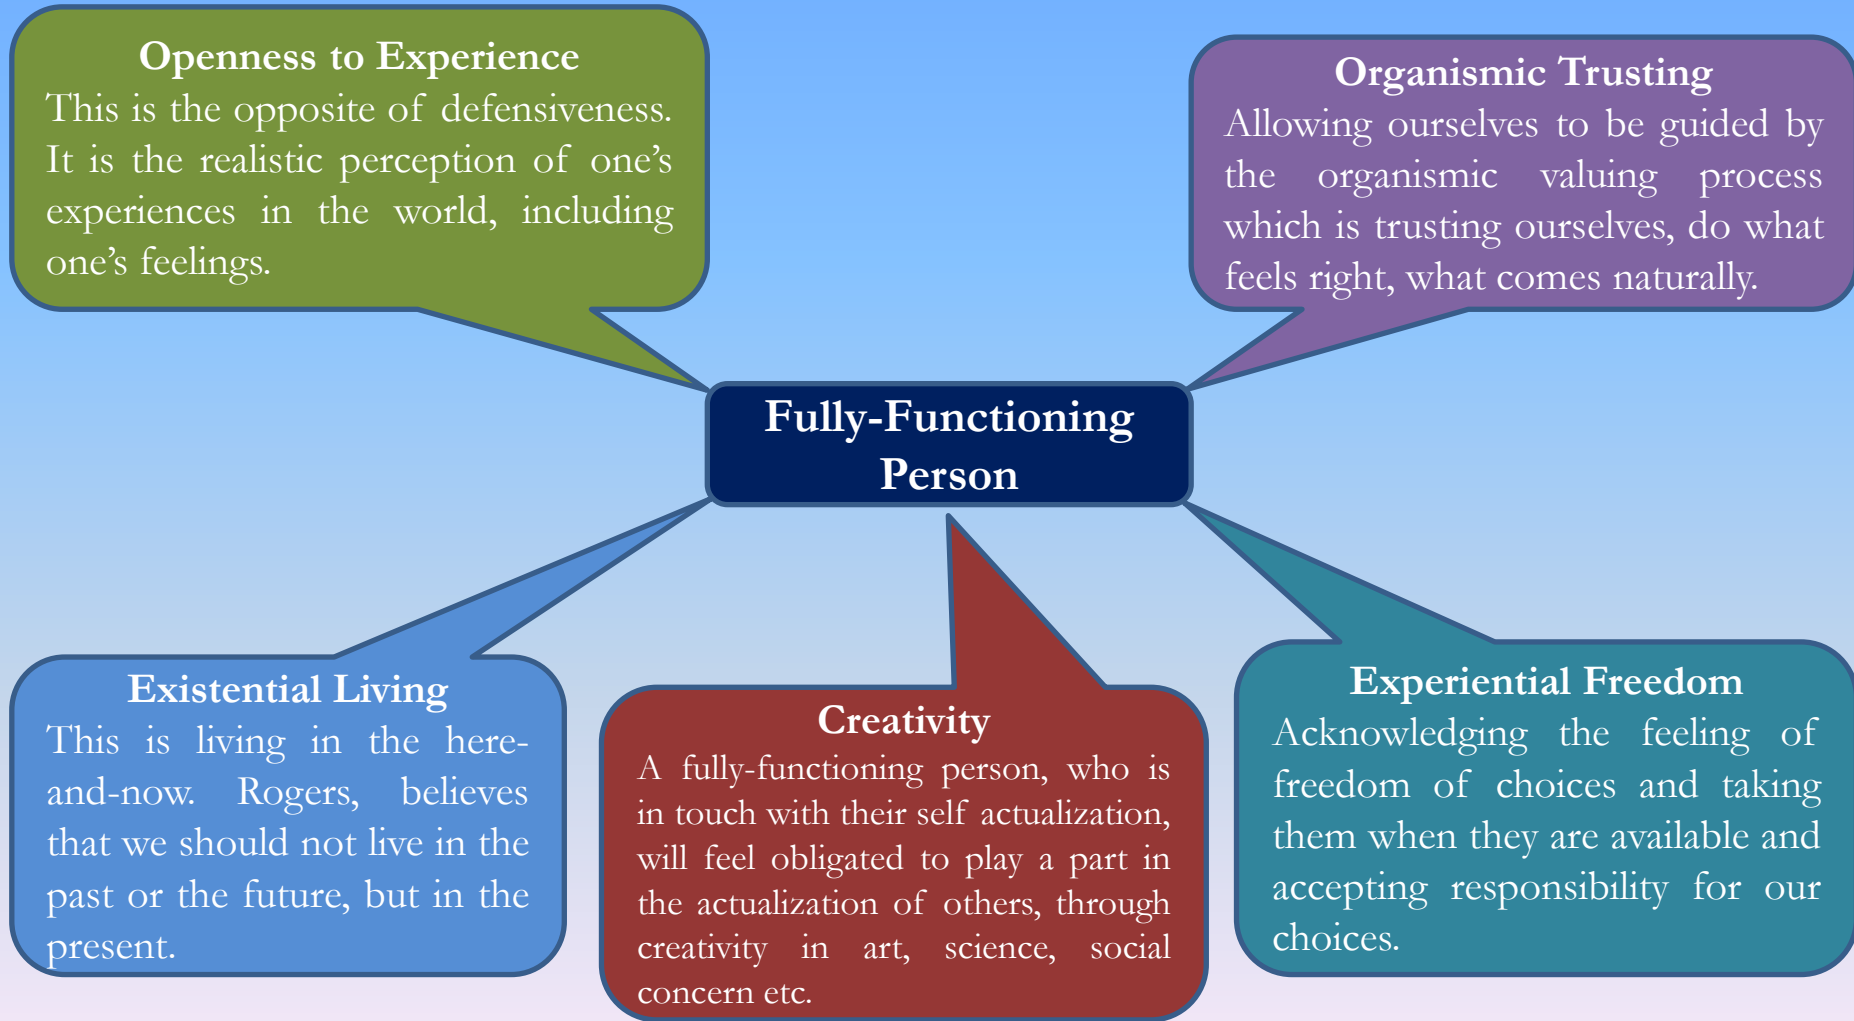 Openness to Experience
This is the opposite of defensiveness.
It is the realistic perception of one’s
experiences in the world, including
one’s feelings.
Organismic Trusting
Allowing ourselves to be guided by
the organismic valuing process
which is trusting ourselves, do what
feels right, what comes naturally.
Fully-Functioning
Person
Existential Living
This is living in the here-
and-now. Rogers, believes
that we should not live in the
past or the future, but in the
present.
Creativity
A fully-functioning person, who is
in touch with their self actualization,
will feel obligated to play a part in
the actualization of others, through
creativity in art, science, social
concern etc.
Experiential Freedom
Acknowledging the feeling of
freedom of choices and taking
them when they are available and
accepting responsibility for our
choices.